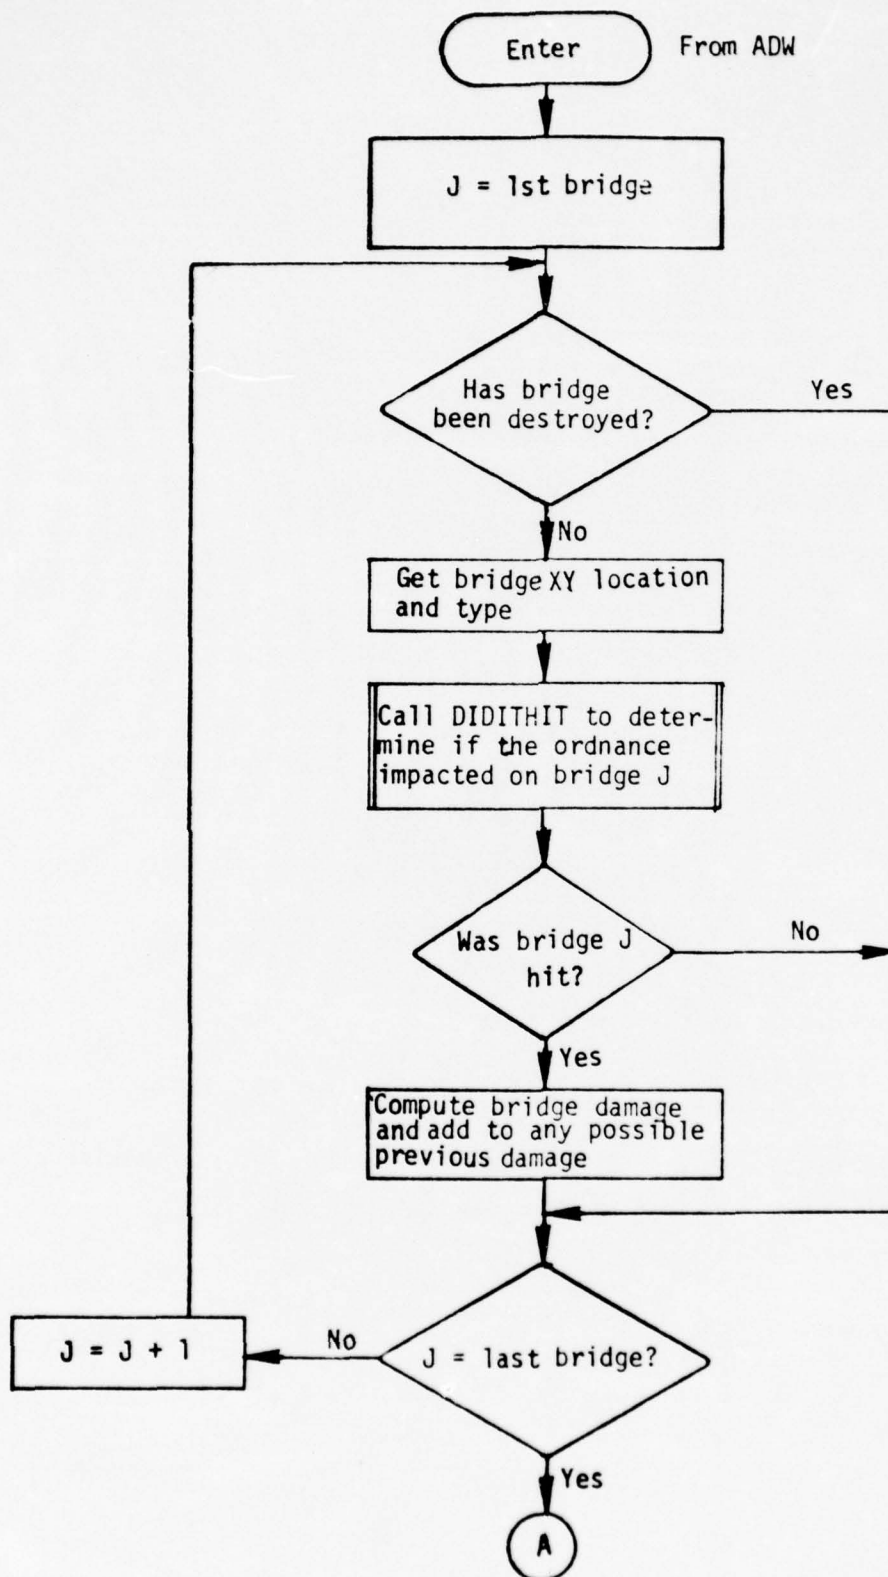 Enter
From ADW
J = 1st bridge
Has bridge
been destroyed?
Yes
No
Get bridge XY location
and type
Call DIDITHIT to deter-
mine if the ordnance
impacted on bridge J
Was bridge J
hit?
No
Yes
Compute bridge damage
and add to any possible
previous damage
J = last bridge?
No
J = J + 1
Yes
A